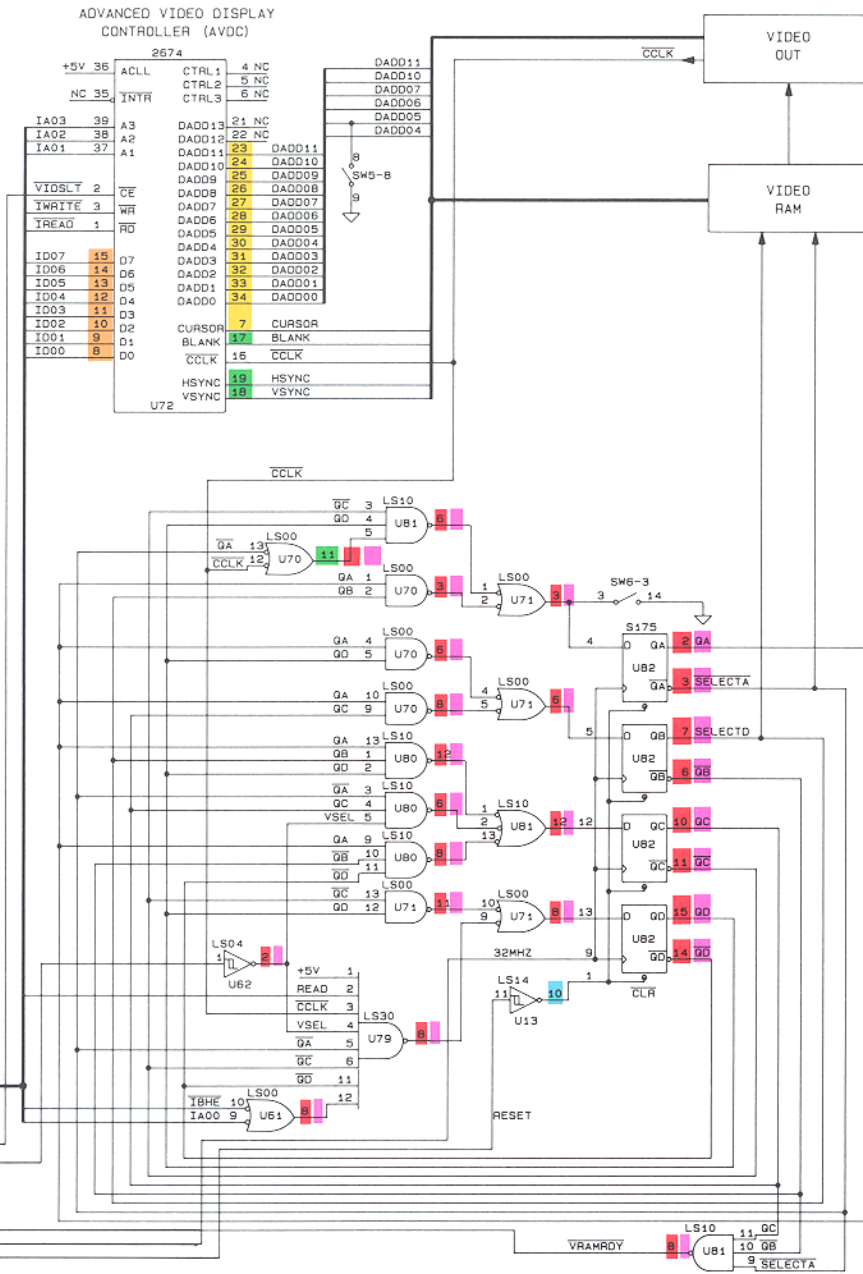 ADVANCED VIDEO DISPLAY
CONTROLLER (AVDC)
2674
+5V 36 ACLL
NC 35 INTR
CTRL1 4 NC
CTRL2 5 NC
CTRL3 6 NC
IA03 39 A3
IA02 38 A2
IA01 37 A1
DADD13 21 NC
DADD12 22 NC
DADD11 23 DADD11
DADD10 24 DADD10
DADD9 25 DADD09
DADD8 26 DADD08
DADD7 27 DADD07
DADD6 28 DADD06
DADD5 29 DADD05
DADD4 30 DADD04
DADD3 31 DADD03
DADD2 32 DADD02
DADD1 33 DADD01
DADD0 34 DADD00
VIDSLT 2 CE
IWRITE 3 WR
IREAD 1 RD
ID07 15 D7
ID06 14 D6
ID05 13 D5
ID04 12 D4
ID03 11 D3
ID02 10 D2
ID01 9 D1
ID00 8 D0
CURSOR 7 CURSOR
BLANK 17 BLANK
CCLK 16 CCLK
HSYNC 19 HSYNC
VSYNC 18 VSYNC
U72
DADD11
DADD10
DADD07
DADD06
DADD05
DADD04
8
SW5-8
9
CCLK
VIDEO
OUT
VIDEO
RAM
CCLK
LS10
QC 3
QD 4
5
U81 6
LS00
QA 13
CCLK 12
U70 11
LS00
QA 1
QB 2
U70 3
LS00
1
2
U71 3
SW6-3
3 14
LS00
QA 4
QD 5
U70 6
LS00
QA 10
QC 9
U70 8
LS00
4
5
U71 6
LS10
QA 13
QB 1
QD 2
U80 12
LS10
QA 3
QC 4
VSEL 5
U80 6
LS10
QA 9
QB 10
QD 11
U80 8
LS10
1
2
13
U81 12
LS00
QC 13
QD 12
U71 11
LS00
10
9
U71 8
S175
4 D QA 2 QA
U82
QA 3 SELECTA
5 D QB 7 SELECTD
U82
QB 6 QB
12 D QC 10 QC
U82
QC 11 QC
13 D QD 15 QD
U82
32MHZ 9 QD 14 QD
CLR
LS04
1 2
U62
LS14
11 10 1
U13
+5V 1
READ 2
CCLK 3
VSEL 4
QA 5
QC 6
QD 11
12
LS30
U79 8
LS00
IBHE 10
IA00 9
U61 8
RESET
LS10
VRAMRDY 8 U81
11 QC
10 QB
9 SELECTA